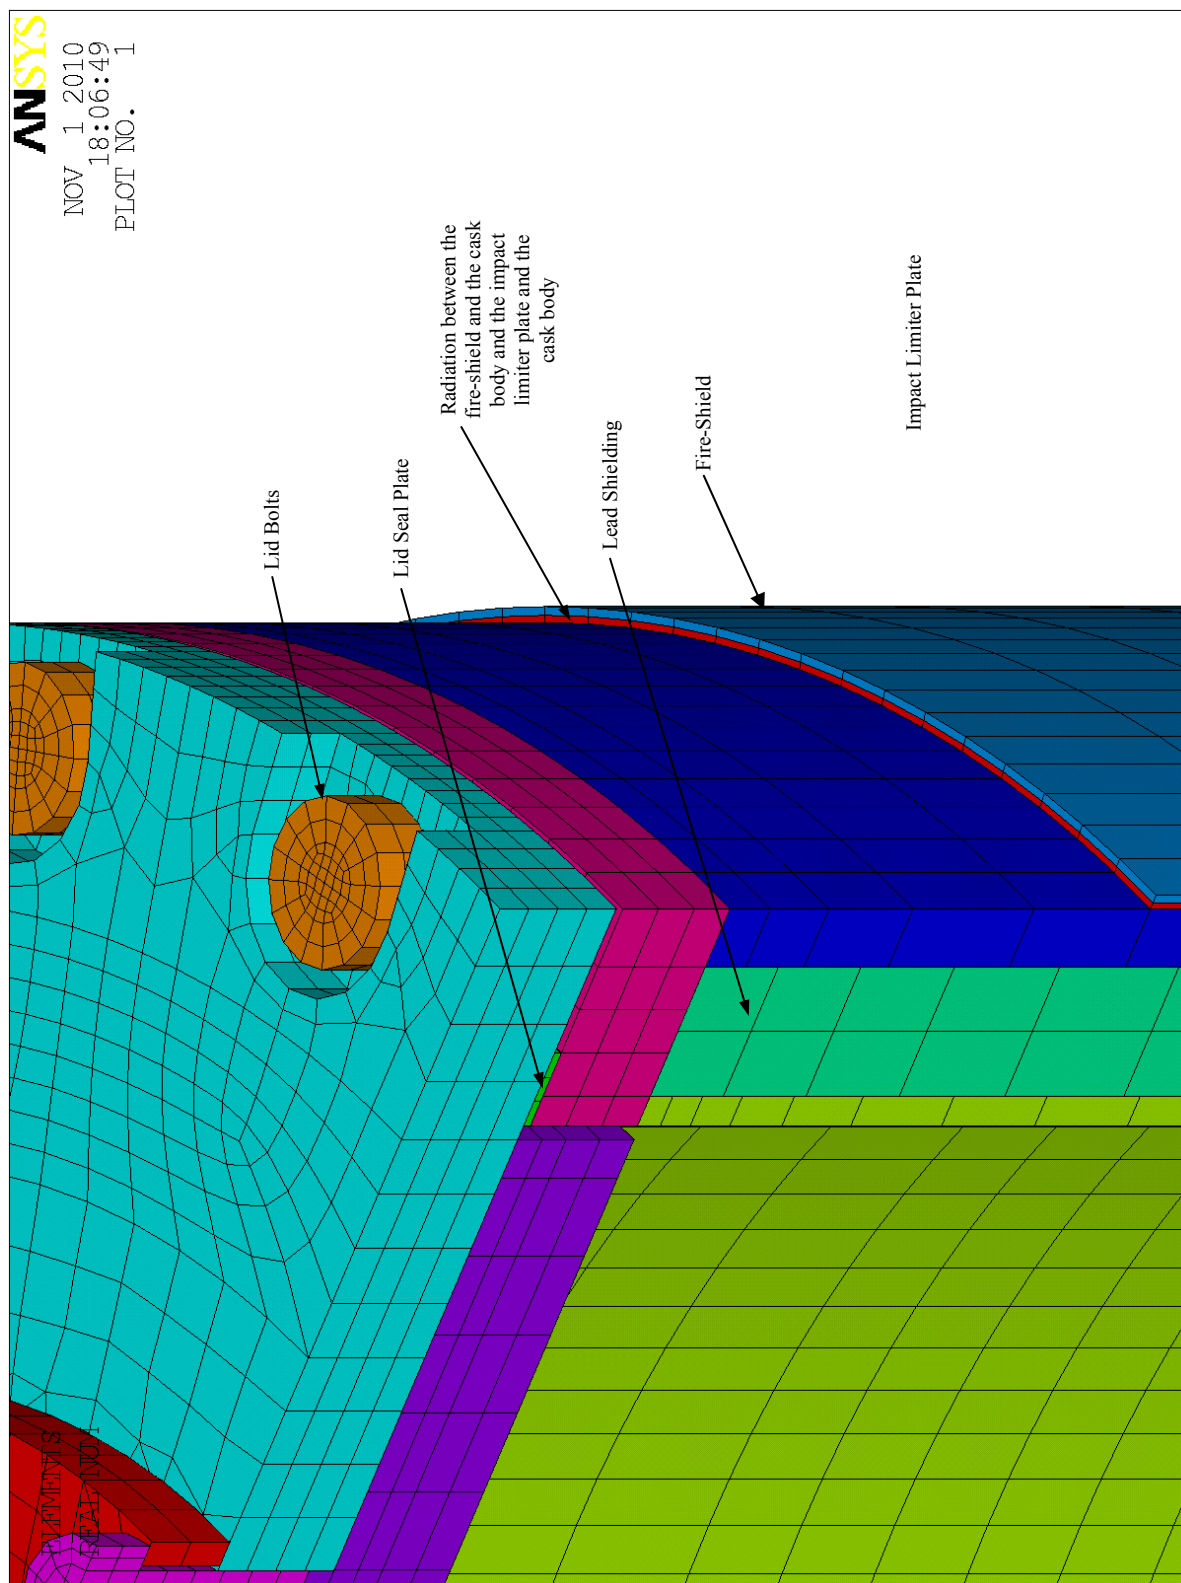 ANSYS
NOV 1 2010
18:06:49
PLOT NO. 1
ELEMENTS
REAL NUM
Lid Bolts
Lid Seal Plate
Radiation between the
fire-shield and the cask
body and the impact
limiter plate and the
cask body
Lead Shielding
Fire-Shield
Impact Limiter Plate